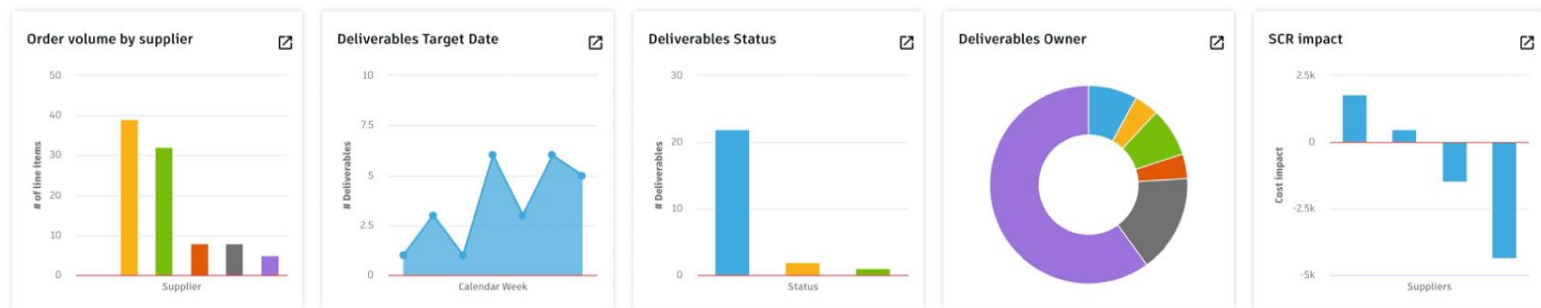 Order volume by supplier
50
40
30
20
10
0
# of line items
Supplier
Deliverables Target Date
10
7.5
5
2.5
0
# Deliverables
Calendar Week
Deliverables Status
30
20
10
0
# Deliverables
Status
Deliverables Owner
SCR impact
2.5k
0
-2.5k
-5k
Cost impact
Suppliers